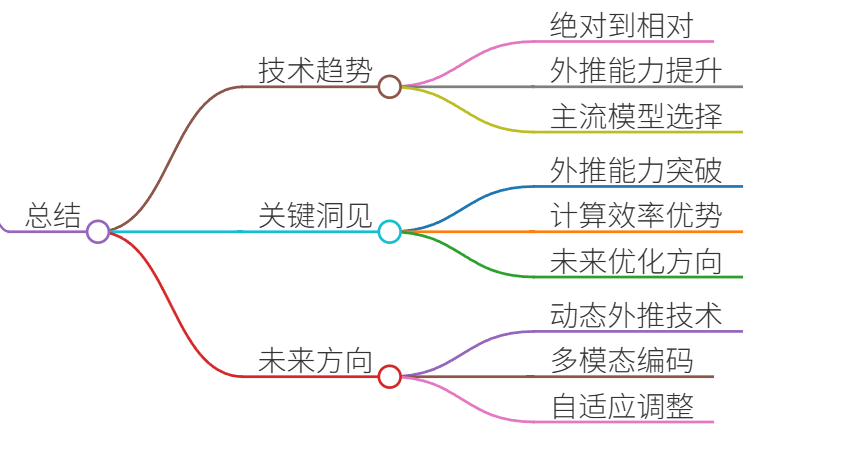 总结
技术趋势
绝对到相对
外推能力提升
主流模型选择
关键洞见
外推能力突破
计算效率优势
未来优化方向
未来方向
动态外推技术
多模态编码
自适应调整